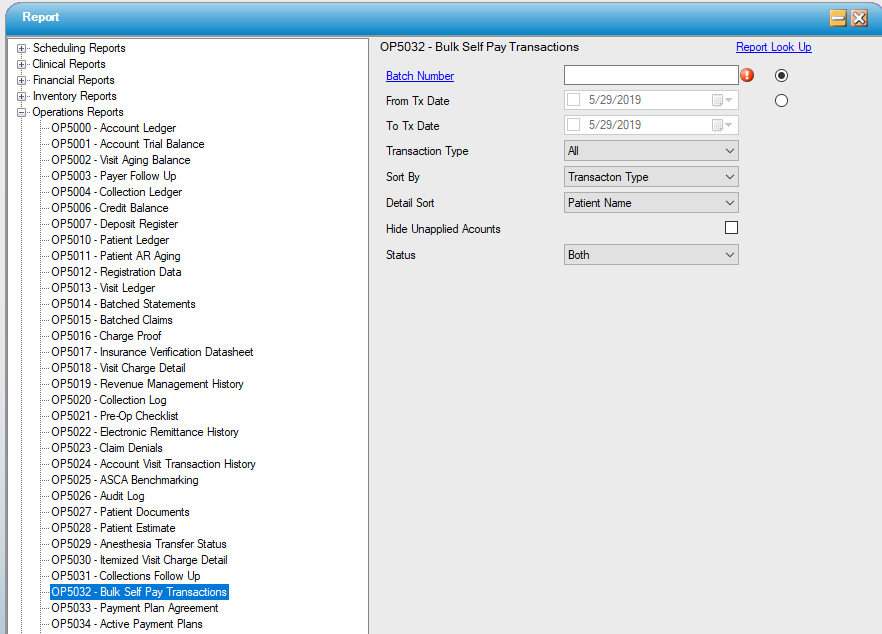 Report
Scheduling Reports
Clinical Reports
Financial Reports
Inventory Reports
Operations Reports
OP5000 - Account Ledger
OP5001 - Account Trial Balance
OP5002 - Visit Aging Balance
OP5003 - Payer Follow Up
OP5004 - Collection Ledger
OP5006 - Credit Balance
OP5007 - Deposit Register
OP5010 - Patient Ledger
OP5011 - Patient AR Aging
OP5012 - Registration Data
OP5013 - Visit Ledger
OP5014 - Batched Statements
OP5015 - Batched Claims
OP5016 - Charge Proof
OP5017 - Insurance Verification Datasheet
OP5018 - Visit Charge Detail
OP5019 - Revenue Management History
OP5020 - Collection Log
OP5021 - Pre-Op Checklist
OP5022 - Electronic Remittance History
OP5023 - Claim Denials
OP5024 - Account Visit Transaction History
OP5025 - ASCA Benchmarking
OP5026 - Audit Log
OP5027 - Patient Documents
OP5028 - Patient Estimate
OP5029 - Anesthesia Transfer Status
OP5030 - Itemized Visit Charge Detail
OP5031 - Collections Follow Up
OP5032 - Bulk Self Pay Transactions
OP5033 - Payment Plan Agreement
OP5034 - Active Payment Plans
OP5032 - Bulk Self Pay Transactions Report Look Up
Batch Number
From Tx Date 5/29/2019
To Tx Date 5/29/2019
Transaction Type All
Sort By Transacton Type
Detail Sort Patient Name
Hide Unapplied Acounts
Status Both